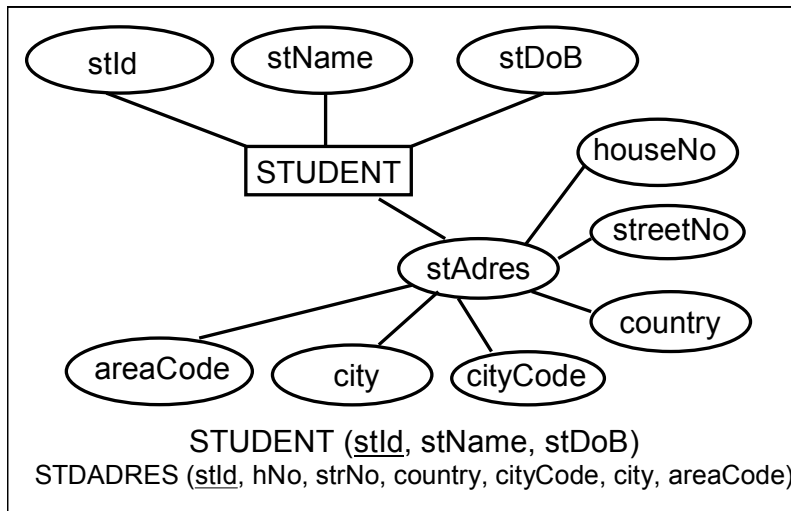 stId
stName
stDoB
STUDENT
houseNo
streetNo
stAdres
country
areaCode
city
cityCode
STUDENT (stId, stName, stDoB)
STDADRES (stId, hNo, strNo, country, cityCode, city, areaCode)